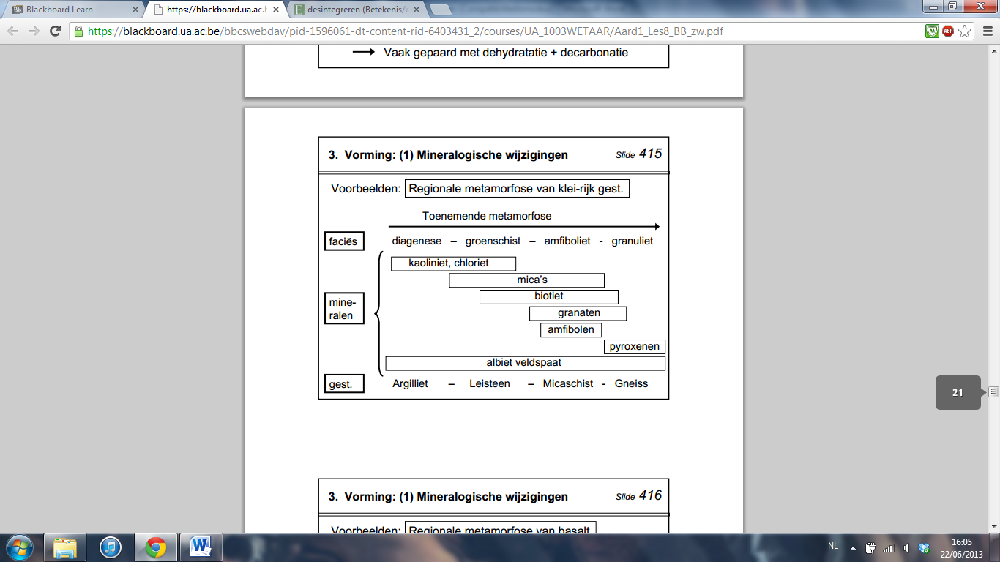 Blackboard Learn
https://blackboard.ua.ac.b
desintegreren (Betekenis/
https://blackboard.ua.ac.be/bbcswebdav/pid-1596061-dt-content-rid-6403431_2/courses/UA_1003WETAAR/Aard1_Les8_BB_zw.pdf
→ Vaak gepaard met dehydratatie + decarbonatie
3. Vorming: (1) Mineralogische wijzigingen Slide 415
Voorbeelden: Regionale metamorfose van klei-rijk gest.
Toenemende metamorfose
faciës diagenese – groenschist – amfiboliet - granuliet
kaoliniet, chloriet
mica's
mine-
ralen
biotiet
granaten
amfibolen
pyroxenen
albiet veldspaat
gest. Argilliet – Leisteen – Micaschist - Gneiss
21
3. Vorming: (1) Mineralogische wijzigingen Slide 416
Voorbeelden: Regionale metamorfose van basalt
NL
16:05
22/06/2013